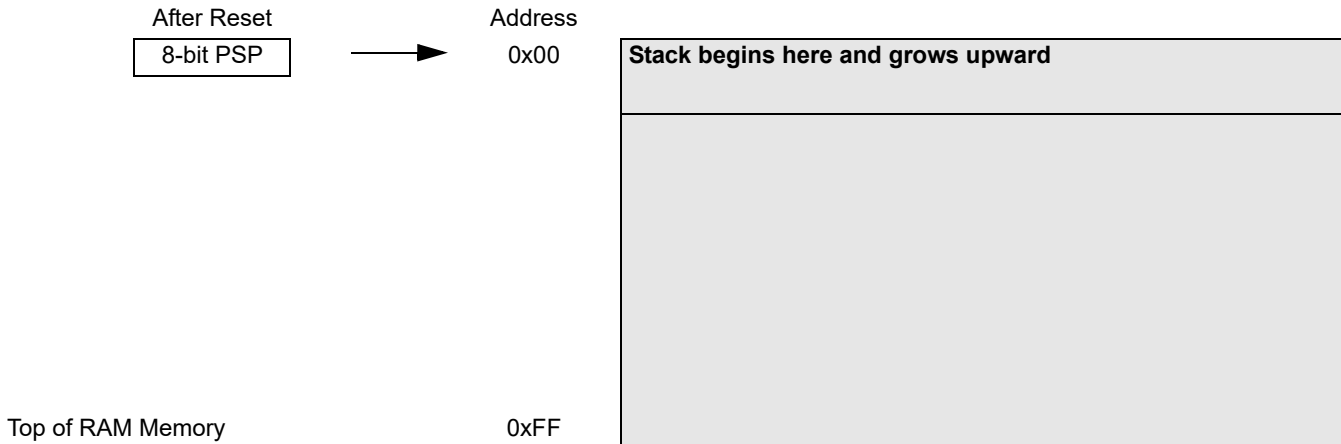 After Reset Address
8-bit PSP 0x00 Stack begins here and grows upward
Top of RAM Memory 0xFF